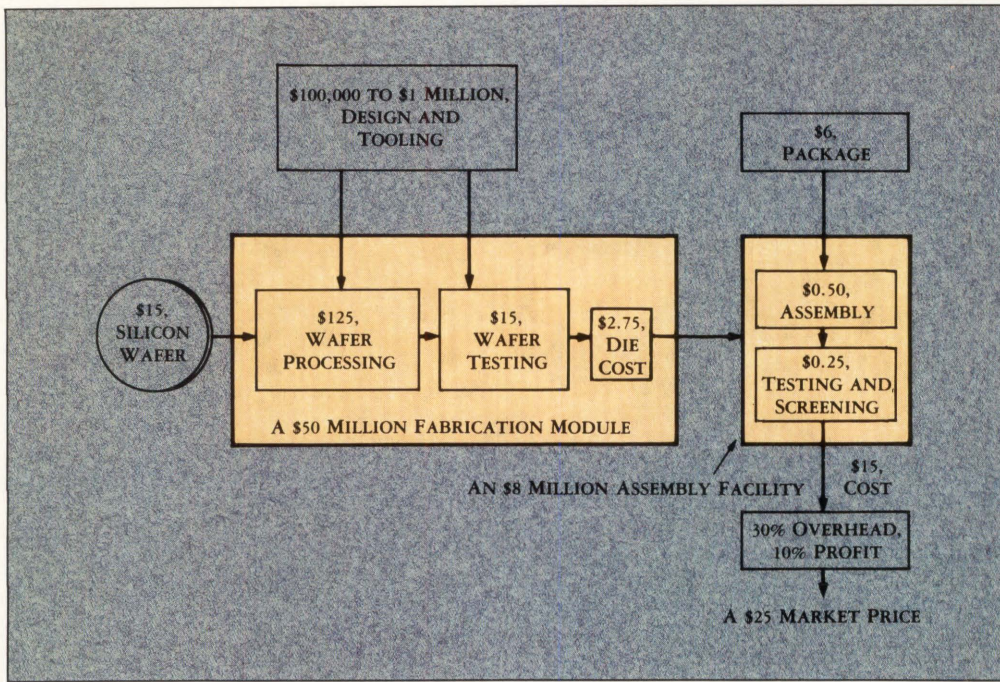 $100,000 TO $1 MILLION,
DESIGN AND
TOOLING
$6,
PACKAGE
$15,
SILICON
WAFER
$125,
WAFER
PROCESSING
$15,
WAFER
TESTING
$2.75,
DIE
COST
$0.50,
ASSEMBLY
$0.25,
TESTING AND
SCREENING
A $50 MILLION FABRICATION MODULE
AN $8 MILLION ASSEMBLY FACILITY
$15,
COST
30% OVERHEAD,
10% PROFIT
A $25 MARKET PRICE